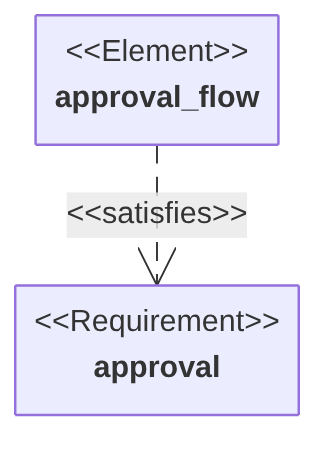 <<Element>>
approval_flow
<<satisfies>>
<<Requirement>>
approval